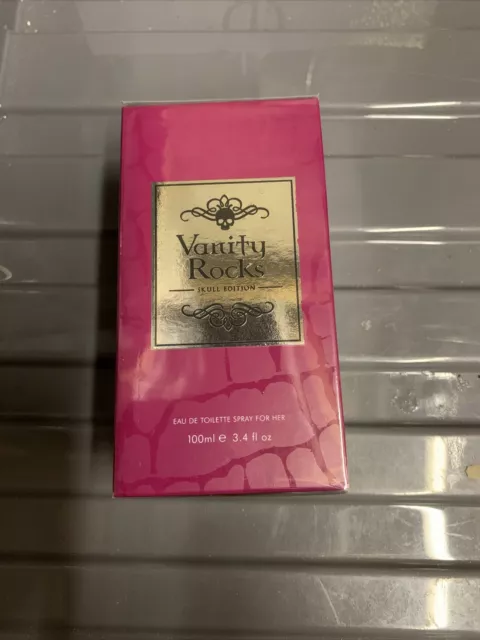 Vanity
Rocks
SKULL EDITION
EAU DE TOILETTE SPRAY FOR HER
100ml ℮ 3.4 fl oz